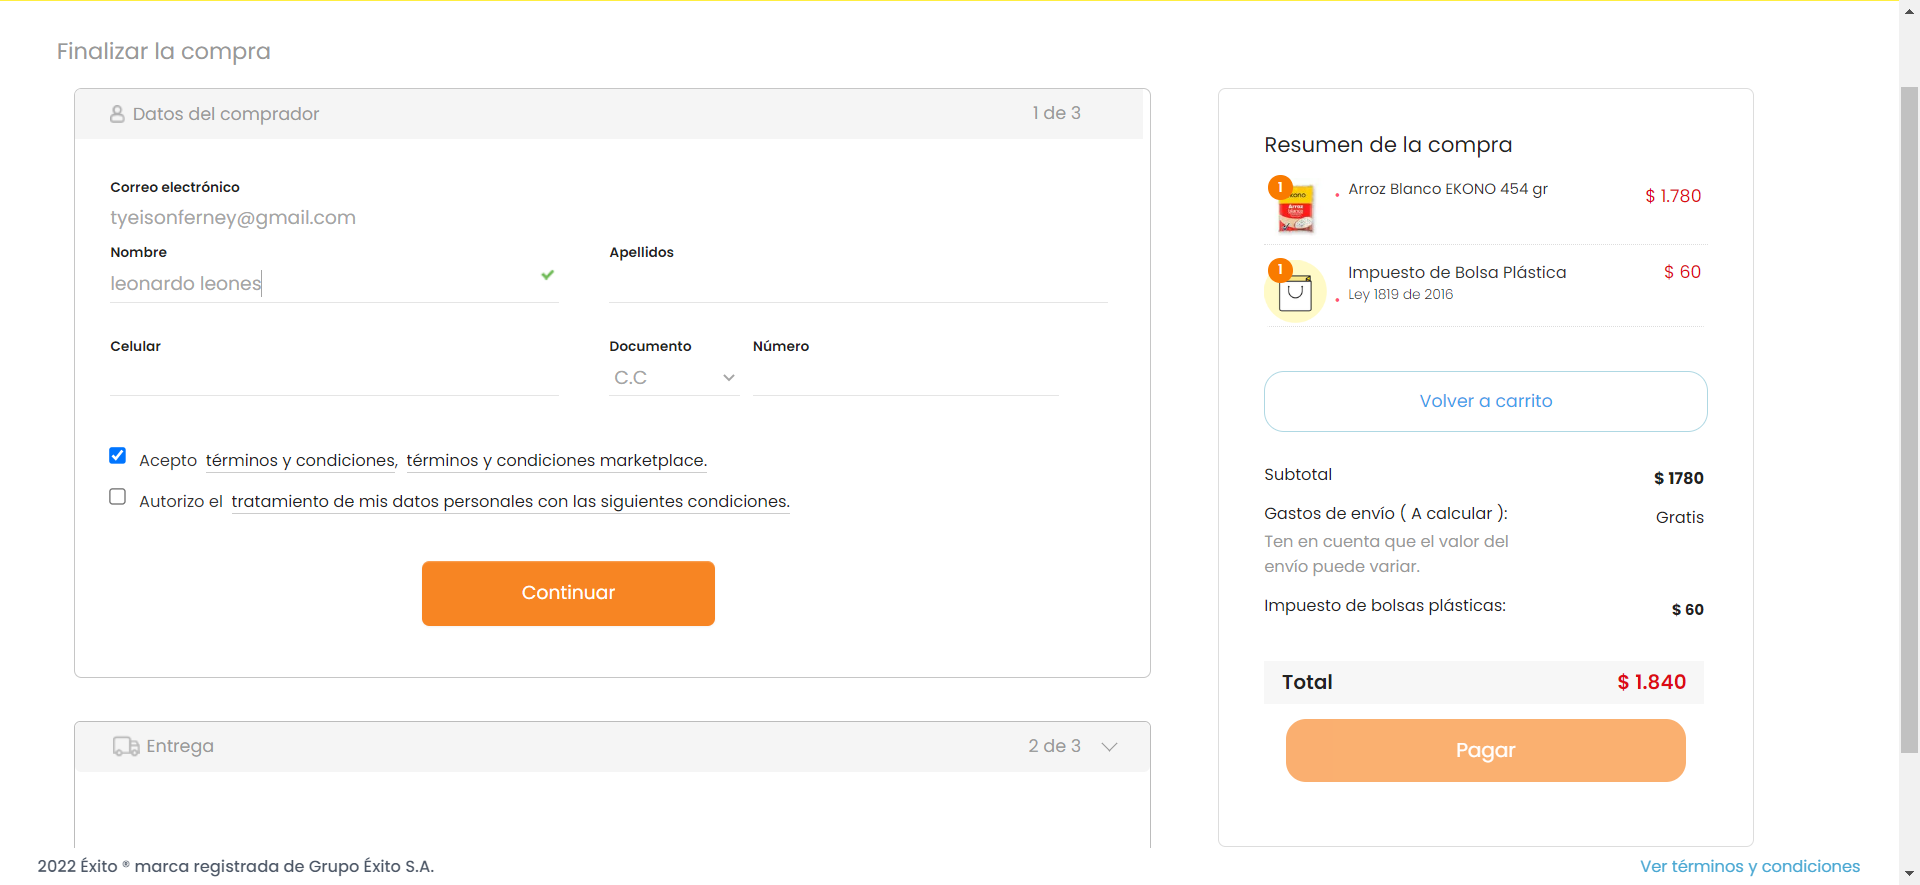 Finalizar la compra
Datos del comprador
1 de 3
Correo electrónico
tyeisonferney@gmail.com
Nombre
Apellidos
leonardo leones
Celular
Documento
Número
C.C
Acepto términos y condiciones, términos y condiciones marketplace.
Autorizo el tratamiento de mis datos personales con las siguientes condiciones.
Continuar
Entrega
2 de 3
Resumen de la compra
1
Arroz Blanco EKONO 454 gr
$ 1.780
1
Impuesto de Bolsa Plástica
$ 60
Ley 1819 de 2016
Volver a carrito
Subtotal
$ 1780
Gastos de envío ( A calcular ):
Gratis
Ten en cuenta que el valor del
envío puede variar.
Impuesto de bolsas plásticas:
$ 60
Total
$ 1.840
Pagar
2022 Éxito ® marca registrada de Grupo Éxito S.A.
Ver términos y condiciones